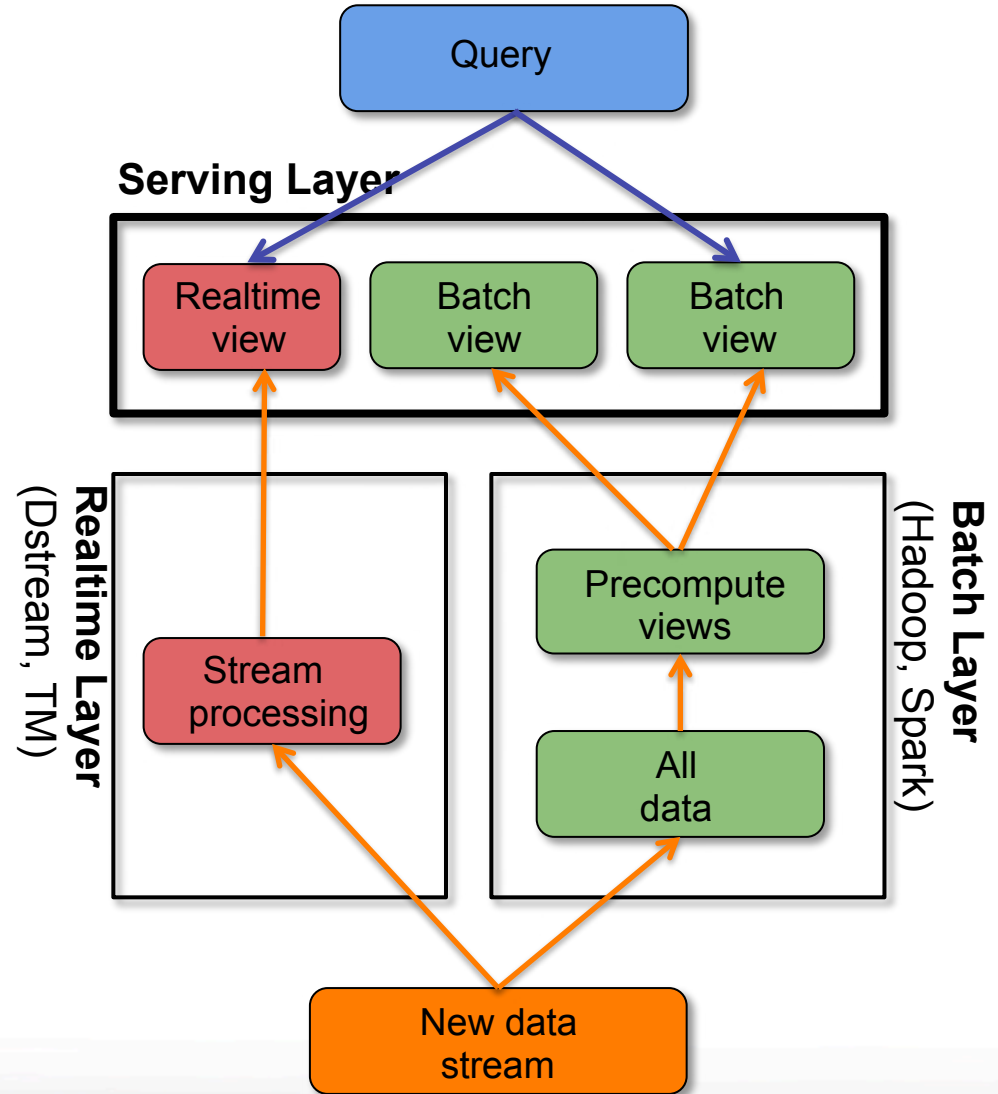 Query
Serving Layer
Realtime
view
Batch
view
Batch
view
Realtime Layer
(Dstream, TM)
Batch Layer
(Hadoop, Spark)
Precompute
views
Stream
processing
All
data
New data
stream